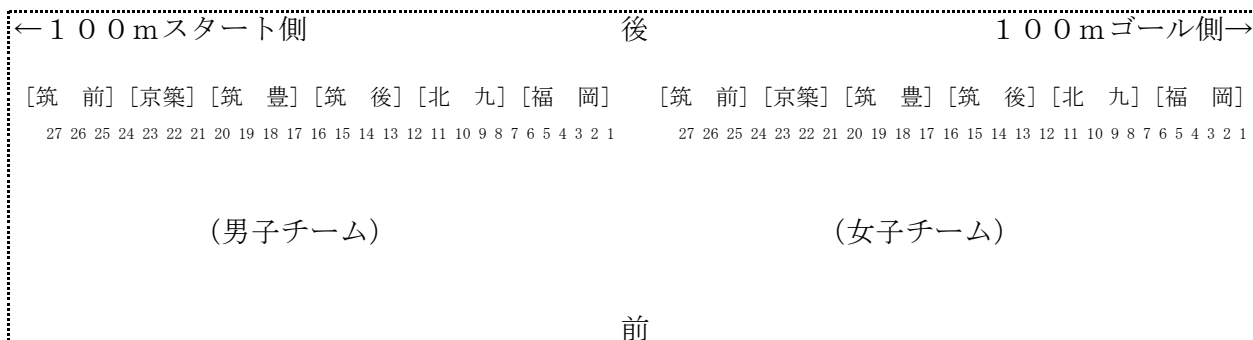 ←１００ｍスタート側 後 １００ｍゴール側→
［筑　前］［京築］［筑　豊］［筑　後］［北　九］［福　岡］ ［筑　前］［京築］［筑　豊］［筑　後］［北　九］［福　岡］
27 26 25 24 23 22 21 20 19 18 17 16 15 14 13 12 11 10 9 8 7 6 5 4 3 2 1 27 26 25 24 23 22 21 20 19 18 17 16 15 14 13 12 11 10 9 8 7 6 5 4 3 2 1
（男子チーム） （女子チーム）
前